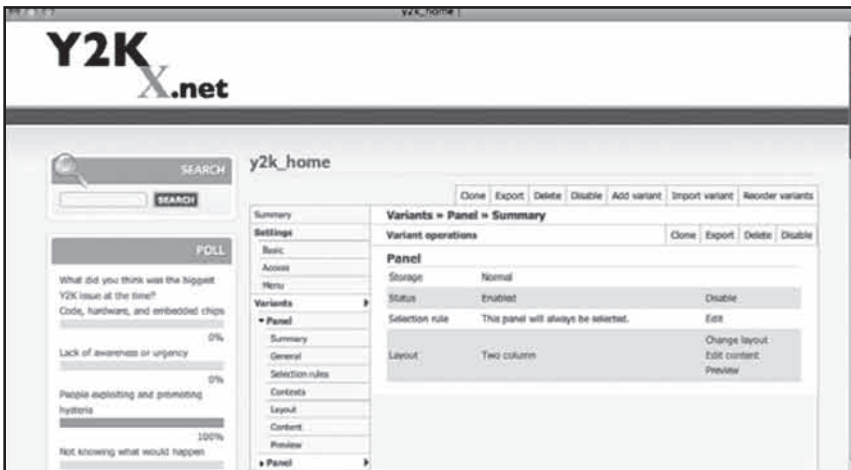 y2k_home
Y2K
X.net
SEARCH
SEARCH
POLL
What did you think was the biggest
Y2K issue at the time?
Code, hardware, and embedded chips
0%
Lack of awareness or urgency
0%
People exploiting and promoting
hysteria
100%
Not knowing what would happen
y2k_home
Clone Export Delete Disable Add variant Import variant Reorder variants
Summary
Settings
Basic
Access
Menu
Variants
Panel
Summary
General
Selection rules
Contexts
Layout
Content
Preview
Panel
Variants » Panel » Summary
Variant operations Clone Export Delete Disable
Panel
Storage Normal
Status Enabled Disable
Selection rule This panel will always be selected. Edit
Layout Two column Change layout
Edit content
Preview